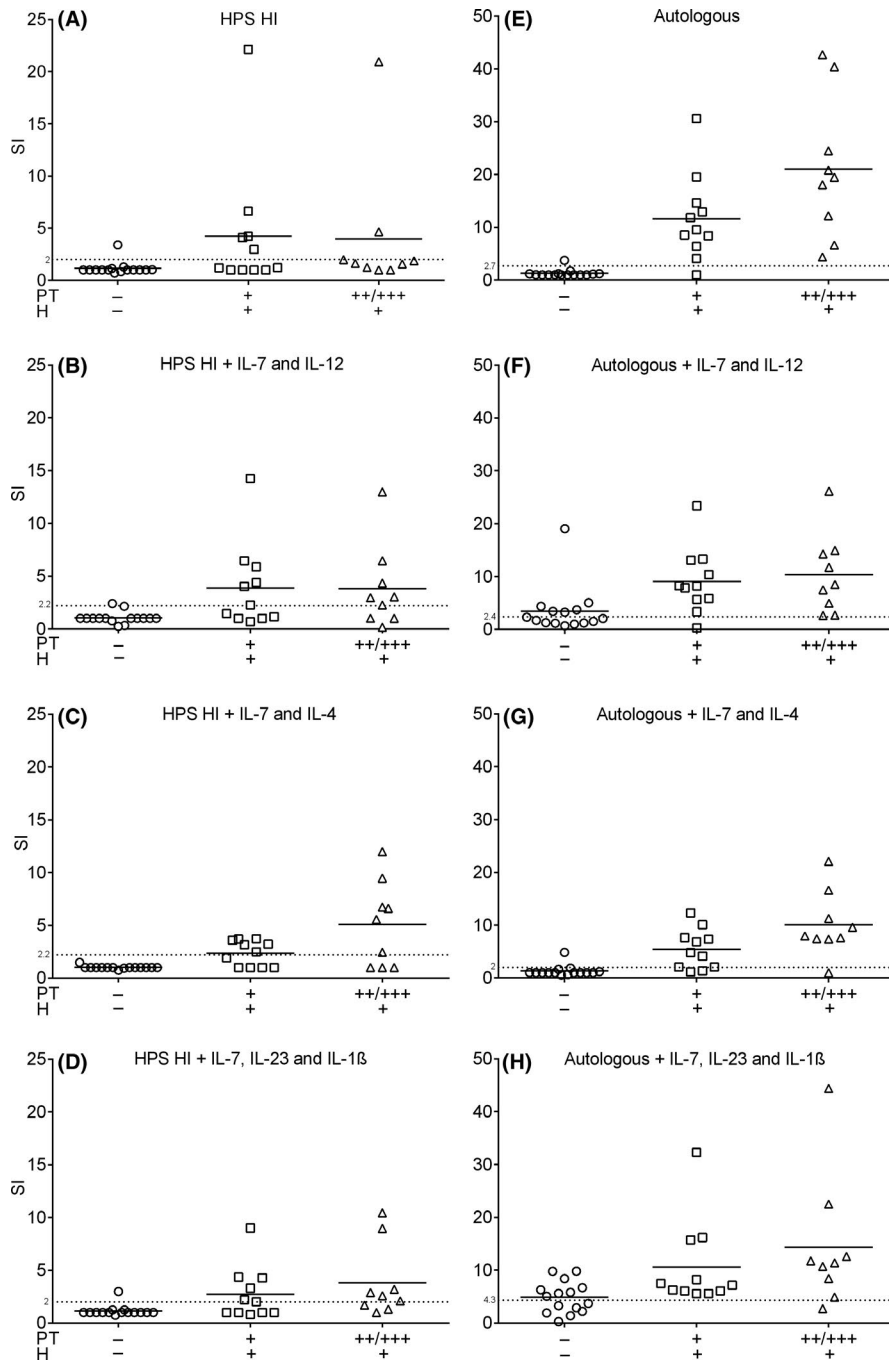 (A) HPS HI
25
20
15
SI
10
5
2
0
PT – + ++/+++
H – + +
(E) Autologous
50
40
30
20
10
2.7
0
– + ++/+++
– + +
(B) HPS HI + IL-7 and IL-12
25
20
15
SI
10
5
2.2
0
PT – + ++/+++
H – + +
(F) Autologous + IL-7 and IL-12
50
40
30
20
10
2.4
0
– + ++/+++
– + +
(C) HPS HI + IL-7 and IL-4
25
20
15
SI
10
5
2.2
0
PT – + ++/+++
H – + +
(G) Autologous + IL-7 and IL-4
50
40
30
20
10
2
0
– + ++/+++
– + +
(D) HPS HI + IL-7, IL-23 and IL-1ß
25
20
15
SI
10
5
2
0
PT – + ++/+++
H – + +
(H) Autologous + IL-7, IL-23 and IL-1ß
50
40
30
20
10
4.3
0
– + ++/+++
– + +